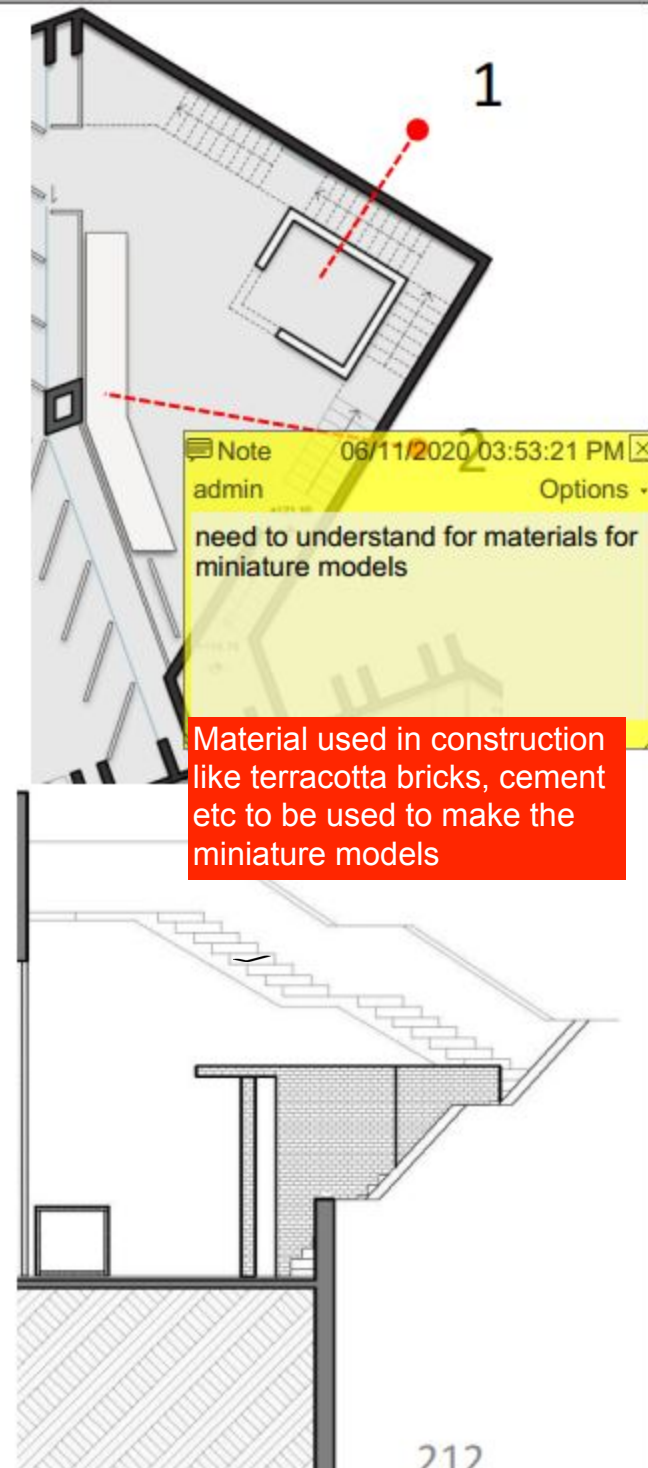 1
2
Note 06/11/2020 03:53:21 PM
admin Options
need to understand for materials for
miniature models
Material used in construction
like terracotta bricks, cement
etc to be used to make the
miniature models
212